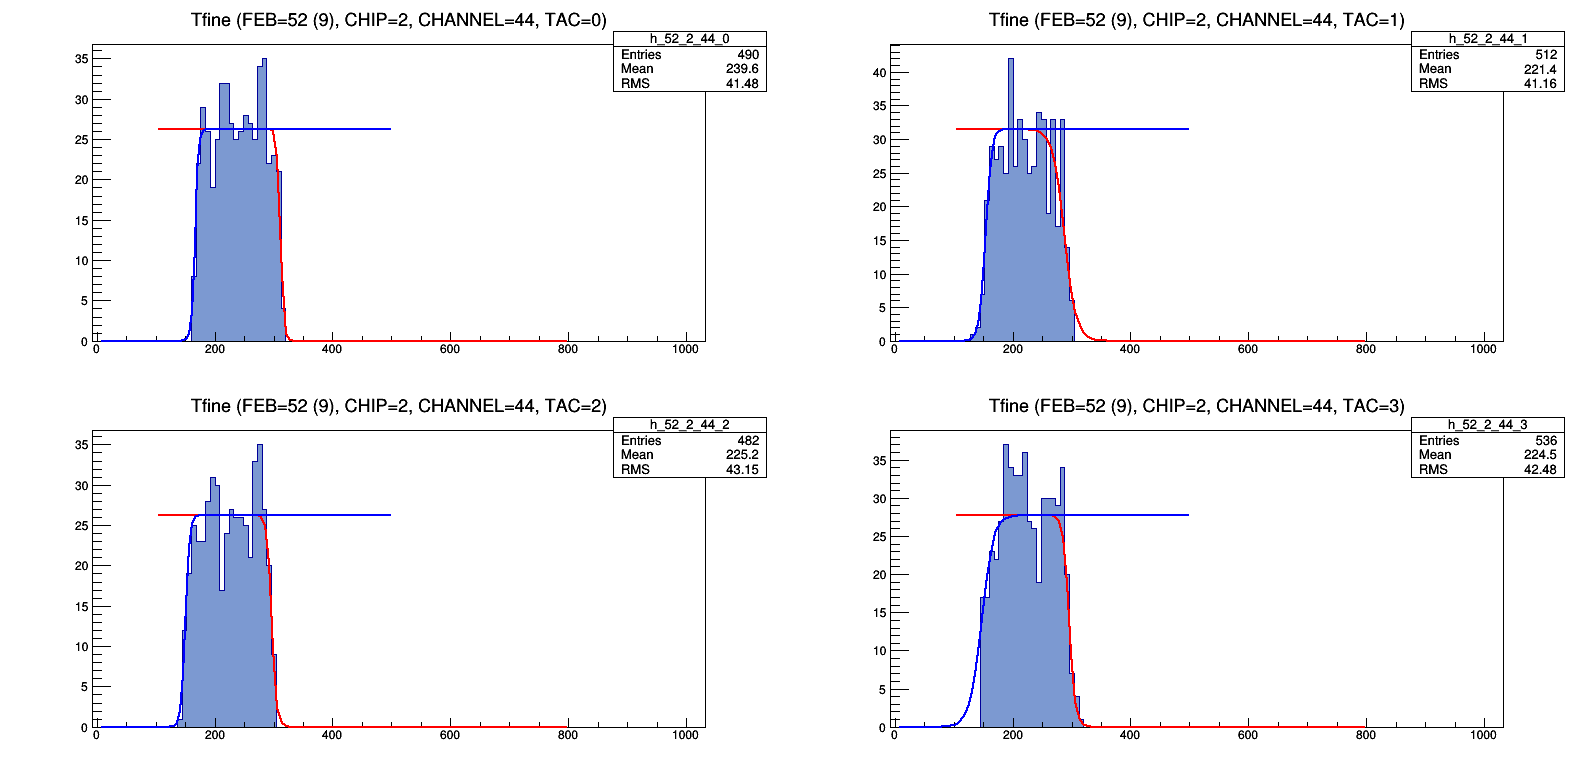 Tfine (FEB=52 (9), CHIP=2, CHANNEL=44, TAC=0)
h_52_2_44_0
Entries 490
Mean 239.6
RMS 41.48
35
30
25
20
15
10
5
0
0 200 400 600 800 1000
Tfine (FEB=52 (9), CHIP=2, CHANNEL=44, TAC=1)
h_52_2_44_1
Entries 512
Mean 221.4
RMS 41.16
40
35
30
25
20
15
10
5
0
0 200 400 600 800 1000
Tfine (FEB=52 (9), CHIP=2, CHANNEL=44, TAC=2)
h_52_2_44_2
Entries 482
Mean 225.2
RMS 43.15
35
30
25
20
15
10
5
0
0 200 400 600 800 1000
Tfine (FEB=52 (9), CHIP=2, CHANNEL=44, TAC=3)
h_52_2_44_3
Entries 536
Mean 224.5
RMS 42.48
35
30
25
20
15
10
5
0
0 200 400 600 800 1000